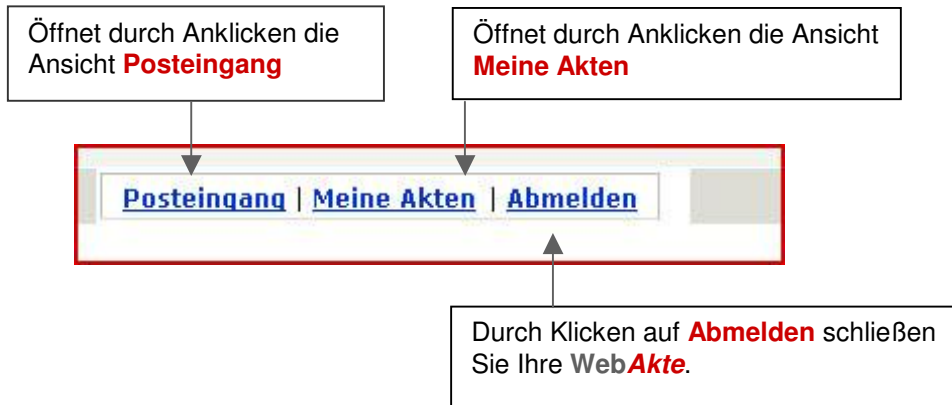 Öffnet durch Anklicken die
Ansicht Posteingang
Öffnet durch Anklicken die Ansicht
Meine Akten
Posteingang | Meine Akten | Abmelden
Durch Klicken auf Abmelden schließen
Sie Ihre WebAkte.